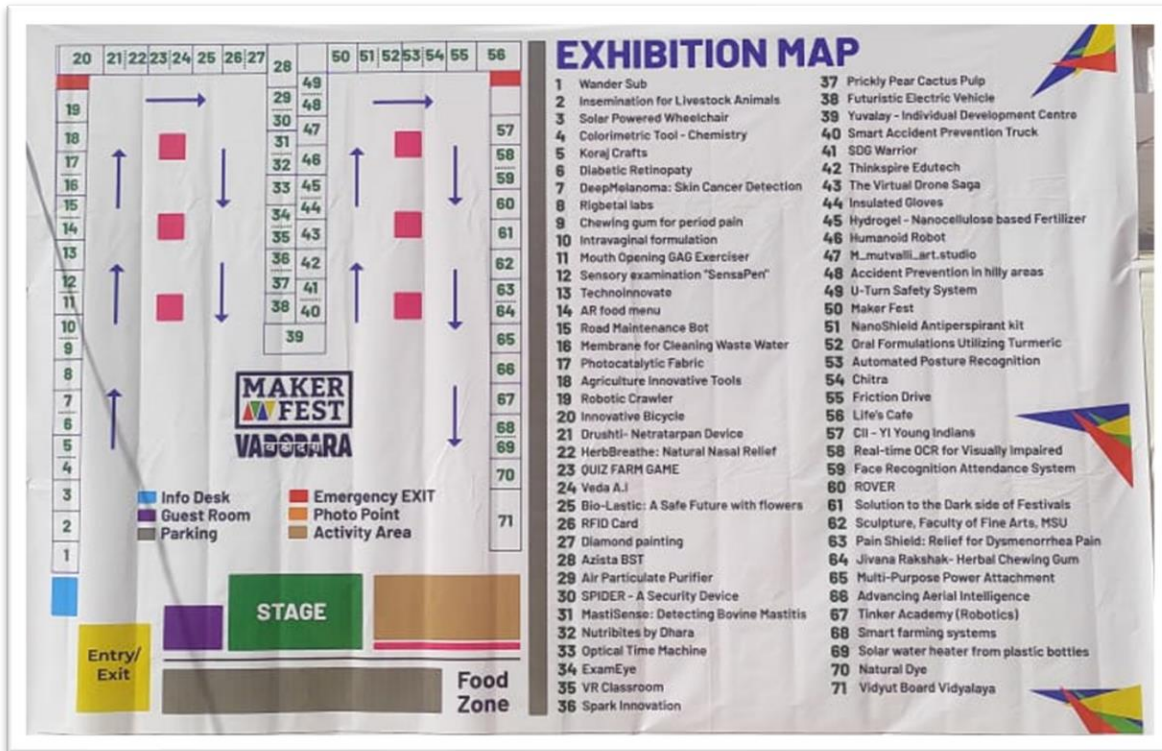 20 21 22 23 24 25 26 27
28
50 51 52 53 54 55 56
19
18
17
16
15
14
13
12
11
10
9
8
7
6
5
4
3
2
1
29
30
31
32
33
34
35
36
37
38
39
49
48
47
46
45
44
43
42
41
40
57
58
59
60
61
62
63
64
65
66
67
68
69
70
71
MAKER
FEST
VADODARA
Info Desk
Guest Room
Parking
Emergency EXIT
Photo Point
Activity Area
STAGE
Entry/
Exit
Food
Zone
EXHIBITION MAP
1 Wander Sub
2 Insemination for Livestock Animals
3 Solar Powered Wheelchair
4 Colorimetric Tool - Chemistry
5 Koraj Crafts
6 Diabetic Retinopaty
7 DeepMelanoma: Skin Cancer Detection
8 Rigbetal labs
9 Chewing gum for period pain
10 Intravaginal formulation
11 Mouth Opening GAG Exerciser
12 Sensory examination "SensaPen"
13 Technoinnovate
14 AR food menu
15 Road Maintenance Bot
16 Membrane for Cleaning Waste Water
17 Photocatalytic Fabric
18 Agriculture Innovative Tools
19 Robotic Crawler
20 Innovative Bicycle
21 Drushti- Netratarpan Device
22 HerbBreathe: Natural Nasal Relief
23 QUIZ FARM GAME
24 Veda A.I
25 Bio-Lastic: A Safe Future with flowers
26 RFID Card
27 Diamond painting
28 Azista BST
29 Air Particulate Purifier
30 SPIDER - A Security Device
31 MastiSense: Detecting Bovine Mastitis
32 Nutribites by Dhara
33 Optical Time Machine
34 ExamEye
35 VR Classroom
36 Spark Innovation
37 Prickly Pear Cactus Pulp
38 Futuristic Electric Vehicle
39 Yuvalay - Individual Development Centre
40 Smart Accident Prevention Truck
41 SDG Warrior
42 Thinkspire Edutech
43 The Virtual Drone Saga
44 Insulated Gloves
45 Hydrogel - Nanocellulose based Fertilizer
46 Humanoid Robot
47 M_mutvalli_art.studio
48 Accident Prevention in hilly areas
49 U-Turn Safety System
50 Maker Fest
51 NanoShield Antiperspirant kit
52 Oral Formulations Utilizing Turmeric
53 Automated Posture Recognition
54 Chitra
55 Friction Drive
56 Life's Cafe
57 CII - YI Young Indians
58 Real-time OCR for Visually Impaired
59 Face Recognition Attendance System
60 ROVER
61 Solution to the Dark side of Festivals
62 Sculpture, Faculty of Fine Arts, MSU
63 Pain Shield: Relief for Dysmenorrhea Pain
64 Jivana Rakshak- Herbal Chewing Gum
65 Multi-Purpose Power Attachment
66 Advancing Aerial Intelligence
67 Tinker Academy (Robotics)
68 Smart farming systems
69 Solar water heater from plastic bottles
70 Natural Dye
71 Vidyut Board Vidyalaya